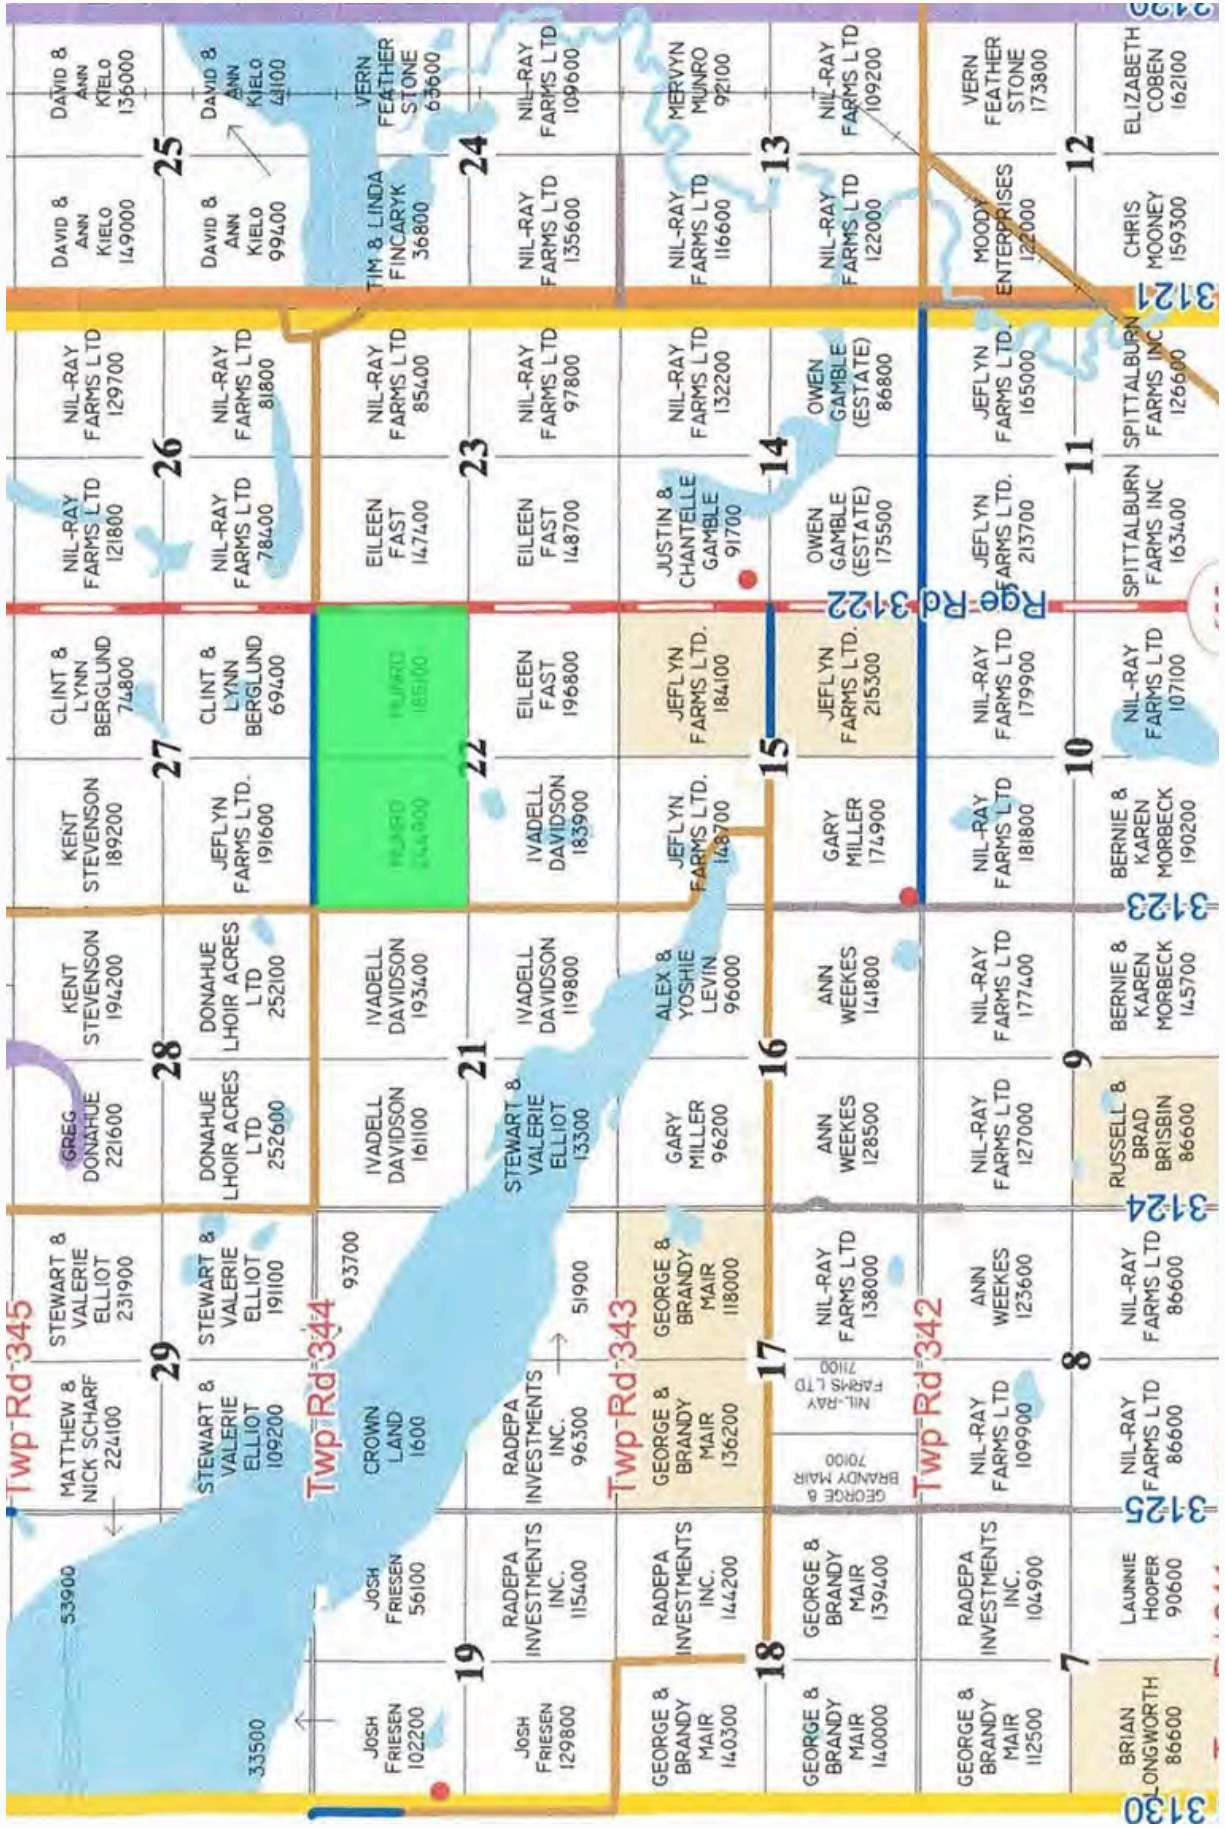 3120
DAVID &
ANN
KIELO
136000
DAVID &
ANN
KIELO
41100
VERN
FEATHER
STONE
63600
NIL-RAY
FARMS LTD
109600
MERVYN
MUNRO
92100
NIL-RAY
FARMS LTD
109200
VERN
FEATHER
STONE
173800
ELIZABETH
COBEN
162100
25
24
13
12
DAVID &
ANN
KIELO
149000
DAVID &
ANN
KIELO
99400
TIM & LINDA
FINCARYK
36800
NIL-RAY
FARMS LTD
135600
NIL-RAY
FARMS LTD
116600
NIL-RAY
FARMS LTD
122000
MOODY
ENTERPRISES
122000
CHRIS
MOONEY
159300
3121
NIL-RAY
FARMS LTD
129700
NIL-RAY
FARMS LTD
81800
NIL-RAY
FARMS LTD
85400
NIL-RAY
FARMS LTD
97800
NIL-RAY
FARMS LTD
132200
OWEN
GAMBLE
(ESTATE)
86800
JEFLYN
FARMS LTD.
165000
SPITTALBURN
FARMS INC
126600
26
23
14
11
NIL-RAY
FARMS LTD
121800
NIL-RAY
FARMS LTD
78400
EILEEN
FAST
147400
EILEEN
FAST
148700
JUSTIN &
CHANTELLE
GAMBLE
91700
OWEN
GAMBLE
(ESTATE)
175500
JEFLYN
FARMS LTD.
213700
SPITTALBURN
FARMS INC
163400
Rge Rd 3122
CLINT &
LYNN
BERGLUND
74800
CLINT &
LYNN
BERGLUND
69400
MUNRO
185100
EILEEN
FAST
196800
JEFLYN
FARMS LTD.
184100
JEFLYN
FARMS LTD.
215300
NIL-RAY
FARMS LTD
179900
NIL-RAY
FARMS LTD
107100
27
22
15
10
KENT
STEVENSON
189200
JEFLYN
FARMS LTD.
191600
MUNRO
IVADELL
DAVIDSON
183900
JEFLYN
FARMS LTD.
148700
GARY
MILLER
174900
NIL-RAY
FARMS LTD
181800
BERNIE &
KAREN
MORBECK
190200
3123
KENT
STEVENSON
194200
DONAHUE
LHOIR ACRES
LTD
252100
IVADELL
DAVIDSON
193400
IVADELL
DAVIDSON
119800
ALEX &
YOSHIE
LEVIN
96000
ANN
WEEKES
141800
NIL-RAY
FARMS LTD
177400
BERNIE &
KAREN
MORBECK
145700
28
21
16
9
GREG
DONAHUE
221600
DONAHUE
LHOIR ACRES
LTD
252600
IVADELL
DAVIDSON
161100
STEWART &
VALERIE
ELLIOT
13300
GARY
MILLER
96200
ANN
WEEKES
128500
NIL-RAY
FARMS LTD
127000
RUSSELL &
BRAD
BRISBIN
86600
3124
STEWART &
VALERIE
ELLIOT
231900
STEWART &
VALERIE
ELLIOT
191100
93700
51900
GEORGE &
BRANDY
MAIR
118000
NIL-RAY
FARMS LTD
138000
ANN
WEEKES
123600
NIL-RAY
FARMS LTD
86600
Twp Rd 345
29
Twp Rd 344
Twp Rd 343
17
Twp Rd 342
8
MATTHEW &
NICK SCHARF
224100
STEWART &
VALERIE
ELLIOT
109200
CROWN
LAND
1600
RADEPA
INVESTMENTS
INC.
96300
GEORGE &
BRANDY
MAIR
136200
NIL-RAY
FARMS LTD
71100
GEORGE &
BRANDY MAIR
70100
NIL-RAY
FARMS LTD
109900
NIL-RAY
FARMS LTD
86600
3125
53900
JOSH
FRIESEN
56100
RADEPA
INVESTMENTS
INC.
115400
RADEPA
INVESTMENTS
INC.
144200
GEORGE &
BRANDY
MAIR
139400
RADEPA
INVESTMENTS
INC.
104900
LAUNNIE
HOOPER
90600
19
18
7
33500
JOSH
FRIESEN
102200
JOSH
FRIESEN
129800
GEORGE &
BRANDY
MAIR
140300
GEORGE &
BRANDY
MAIR
140000
GEORGE &
BRANDY
MAIR
112500
BRIAN
LONGWORTH
86600
3130